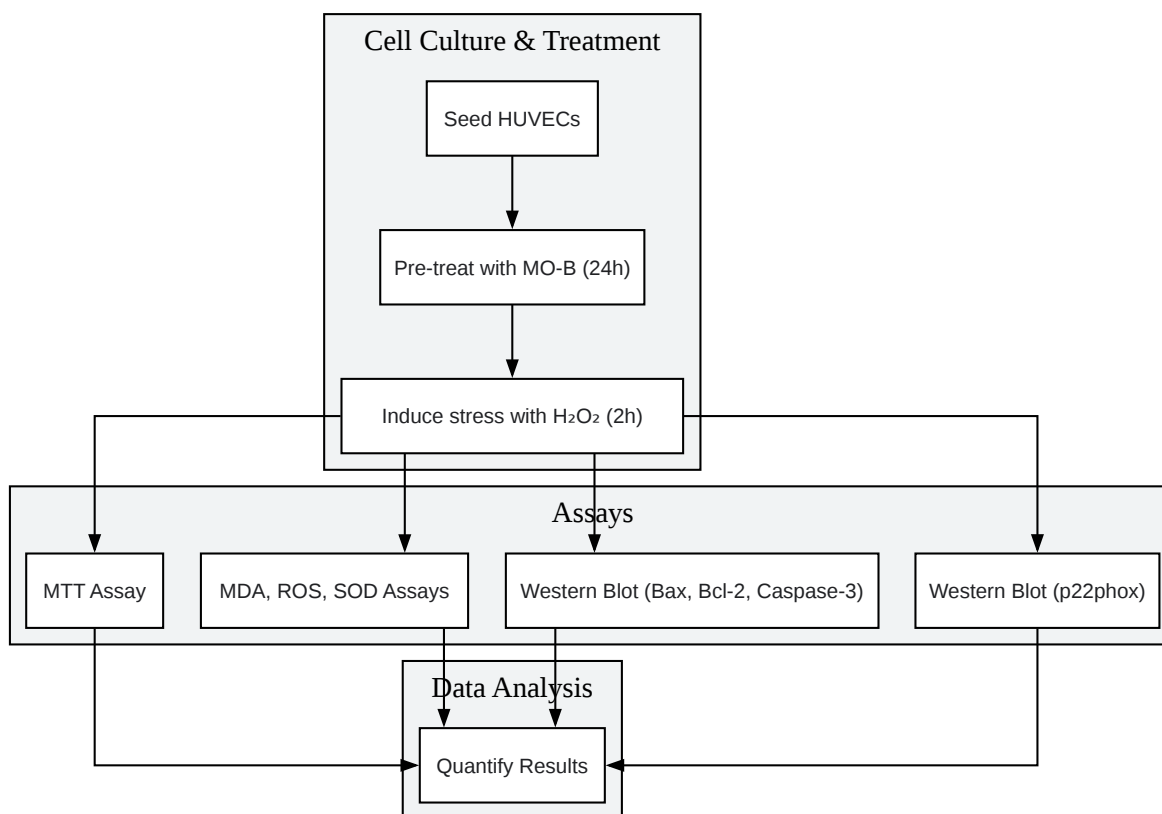 Cell Culture & Treatment
Seed HUVECs
Pre-treat with MO-B (24h)
Induce stress with H₂O₂ (2h)
Assays
MTT Assay
MDA, ROS, SOD Assays
Western Blot (Bax, Bcl-2, Caspase-3)
Western Blot (p22phox)
Data Analysis
Quantify Results